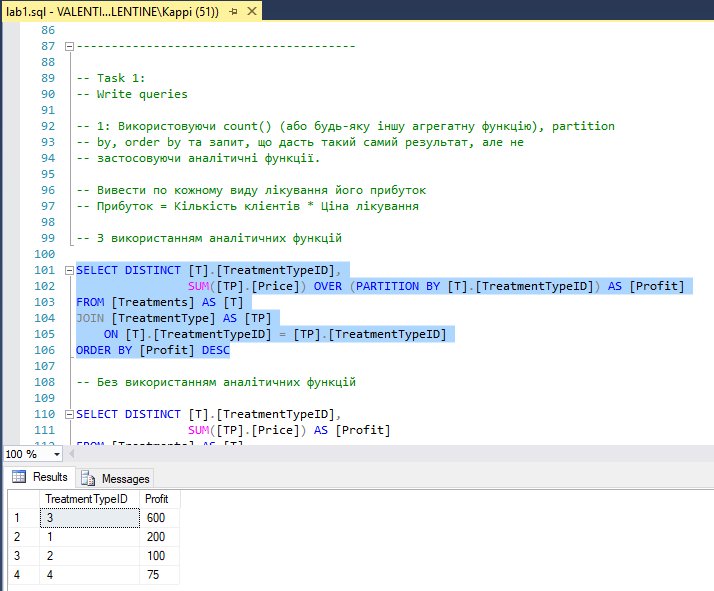 lab1.sql - VALENTI...LENTINE\Kappi (51))
86
87 ---------------------------------------
88
89 -- Task 1:
90 -- Write queries
91
92 -- 1: Використовуючи count() (або будь-яку іншу агрегатну функцію), partition
93 -- by, order by та запит, що дасть такий самий результат, але не
94 -- застосовуючи аналітичні функції.
95
96 -- Вивести по кожному виду лікування його прибуток
97 -- Прибуток = Кількість клієнтів * Ціна лікування
98
99 -- З використанням аналітичних функцій
100
101 SELECT DISTINCT [T].[TreatmentTypeID],
102 SUM([TP].[Price]) OVER (PARTITION BY [T].[TreatmentTypeID]) AS [Profit]
103 FROM [Treatments] AS [T]
104 JOIN [TreatmentType] AS [TP]
105 ON [T].[TreatmentTypeID] = [TP].[TreatmentTypeID]
106 ORDER BY [Profit] DESC
107
108 -- Без використанням аналітичних функцій
109
110 SELECT DISTINCT [T].[TreatmentTypeID],
111 SUM([TP].[Price]) AS [Profit]
112 FROM [Treatments] AS [T]
100 %
Results Messages
TreatmentTypeID Profit
1 3 600
2 1 200
3 2 100
4 4 75